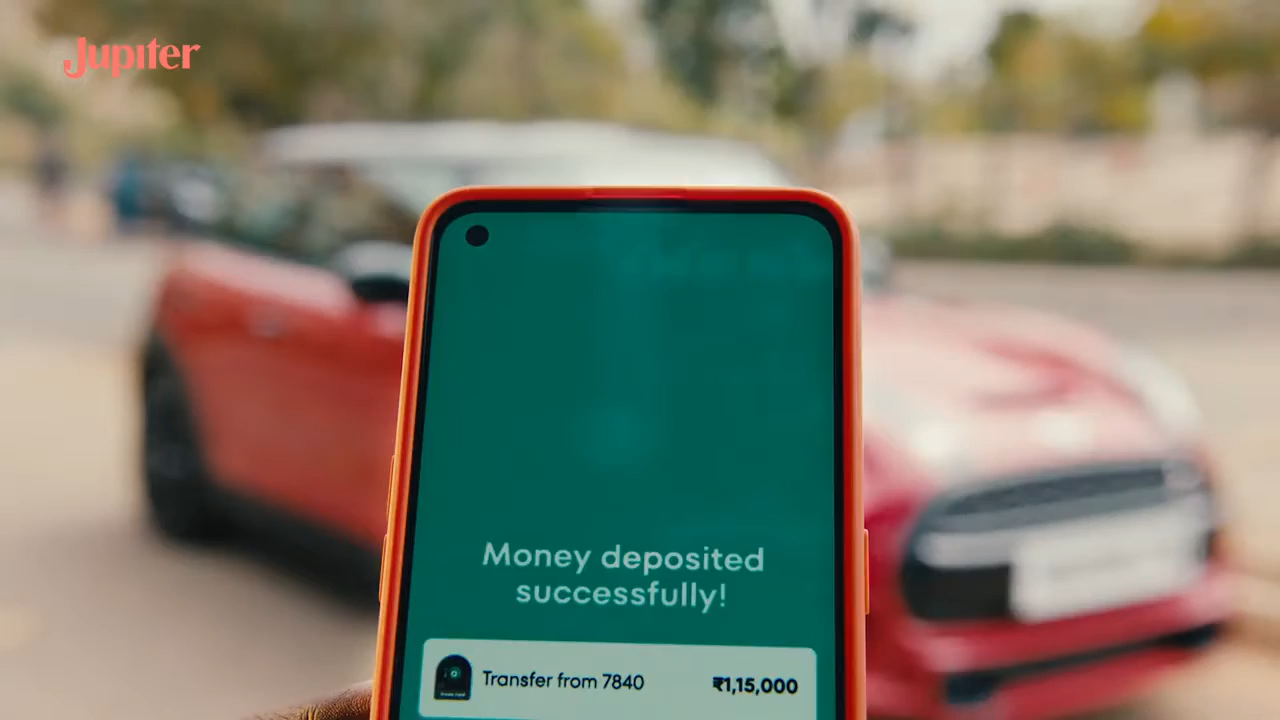 Jupiter
Money deposited
successfully!
Transfer from 7840 ₹1,15,000